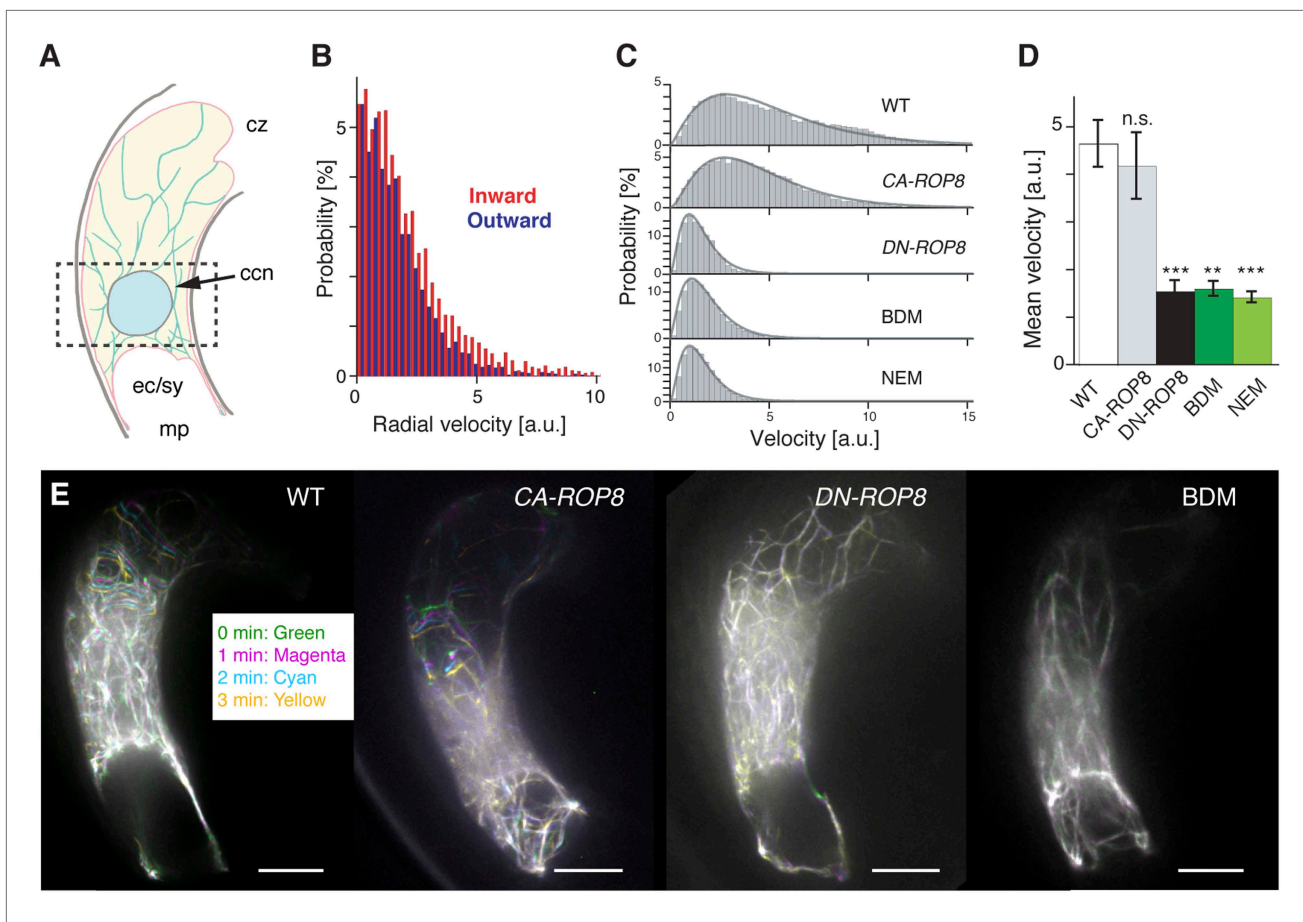 A
cz
ccn
ec/sy
mp
B
Probability [%]
5
0
Inward
Outward
0
5
10
Radial velocity [a.u.]
C
Probability [%]
5
0
WT
5
0
CA-ROP8
10
0
DN-ROP8
10
0
BDM
10
0
NEM
0
5
10
15
Velocity [a.u.]
D
Mean velocity [a.u.]
5
0
n.s.
*** ** ***
WT
CA-ROP8
DN-ROP8
BDM
NEM
E
WT
0 min: Green
1 min: Magenta
2 min: Cyan
3 min: Yellow
CA-ROP8
DN-ROP8
BDM